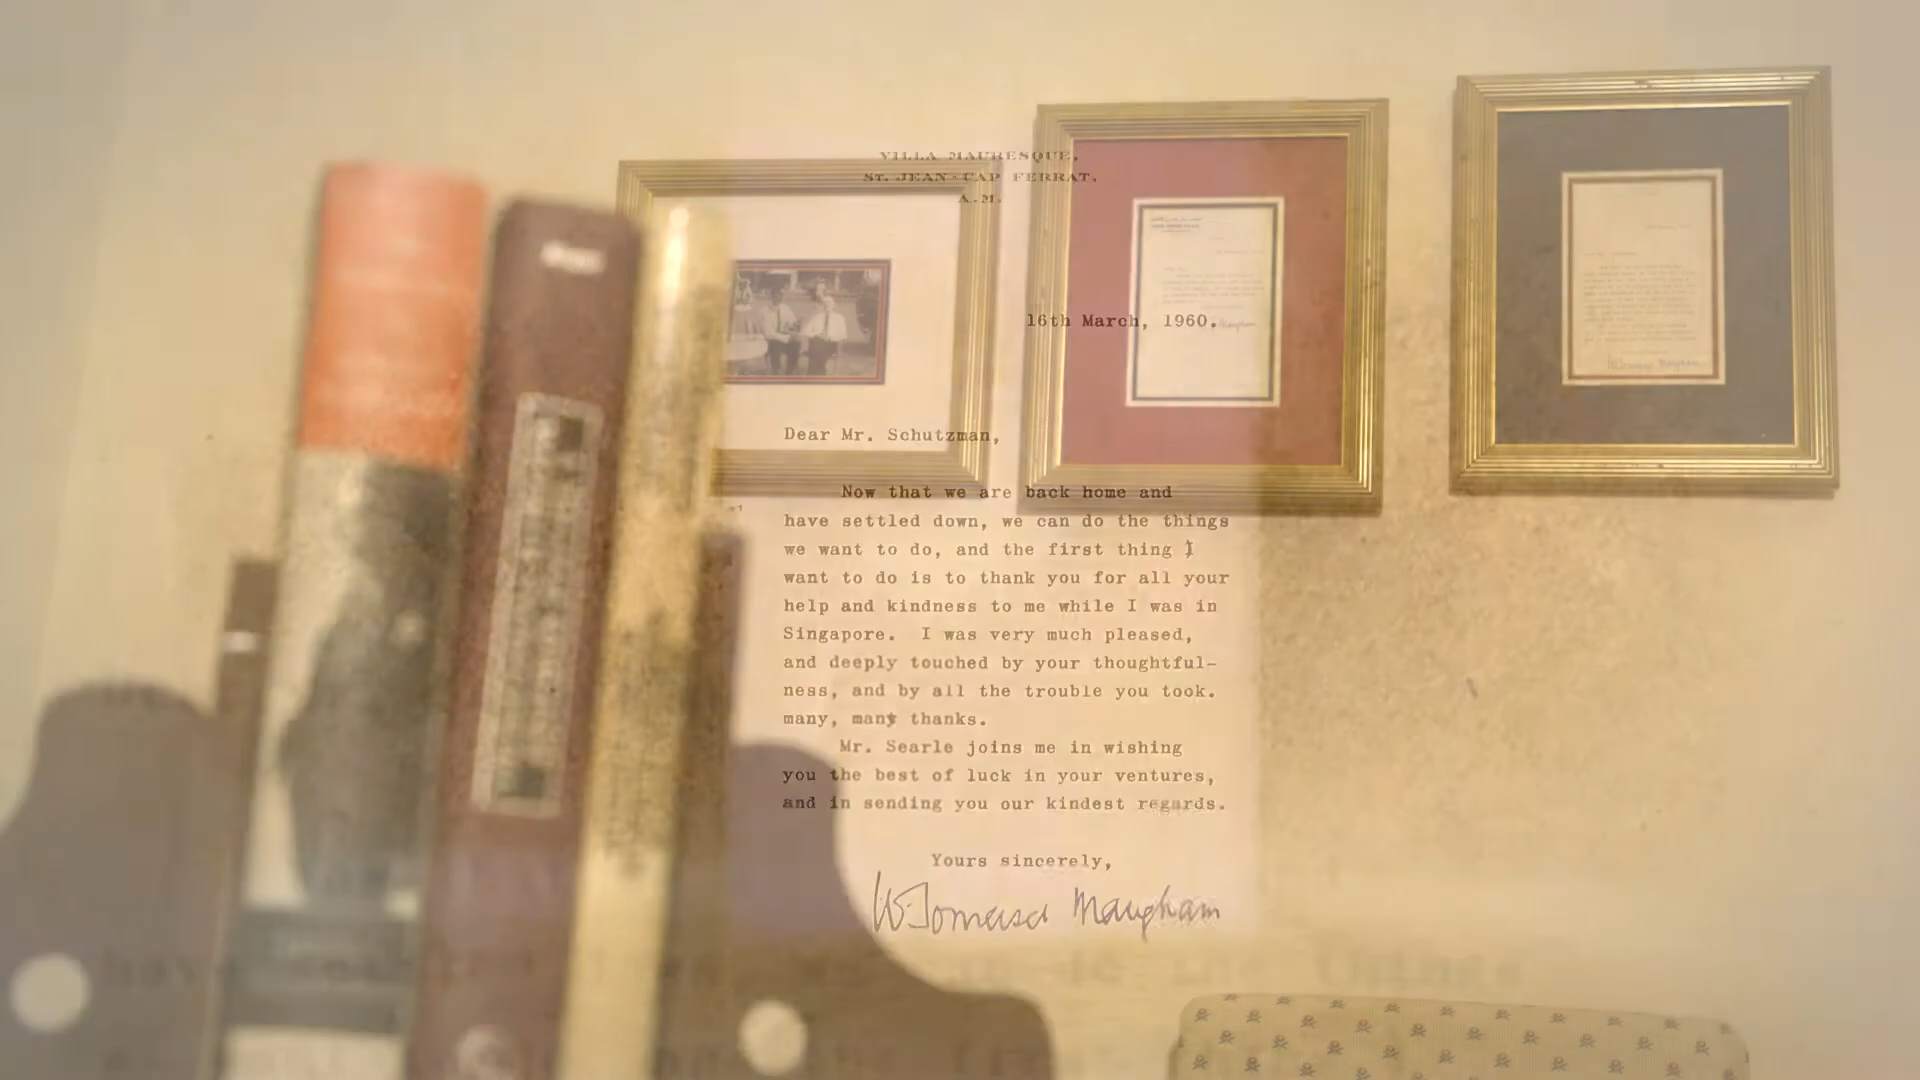 VILLA MAURESQUE,
ST. JEAN-CAP FERRAT,
A.M.
16th March, 1960.
Dear Mr. Schutzman,
Now that we are back home and
have settled down, we can do the things
we want to do, and the first thing I
want to do is to thank you for all your
help and kindness to me while I was in
Singapore. I was very much pleased,
and deeply touched by your thoughtful-
ness, and by all the trouble you took.
many, many thanks.
Mr. Searle joins me in wishing
you the best of luck in your ventures,
and in sending you our kindest regards.
Yours sincerely,
W. Somerset Maugham